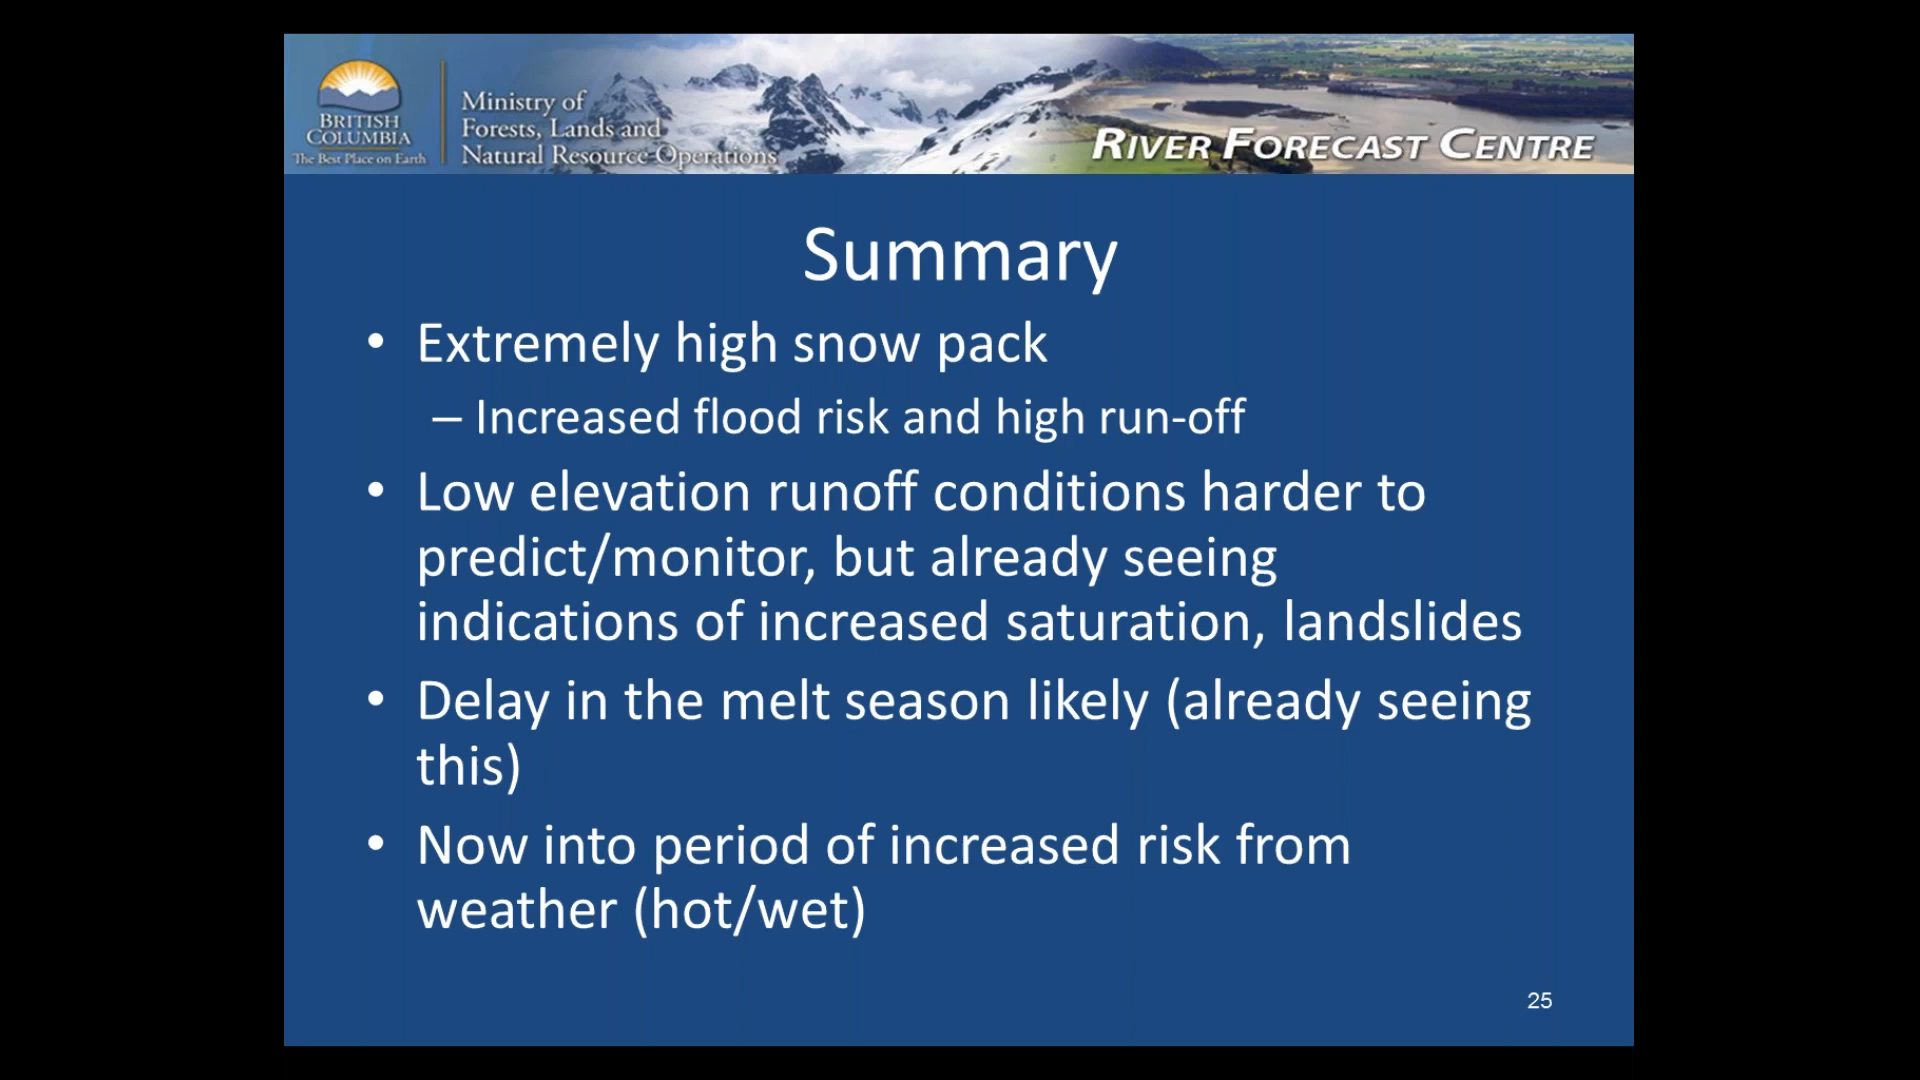 BRITISH
COLUMBIA
The Best Place on Earth
Ministry of
Forests, Lands and
Natural Resource Operations
RIVER FORECAST CENTRE
Summary
• Extremely high snow pack
– Increased flood risk and high run-off
• Low elevation runoff conditions harder to
predict/monitor, but already seeing
indications of increased saturation, landslides
• Delay in the melt season likely (already seeing
this)
• Now into period of increased risk from
weather (hot/wet)
25